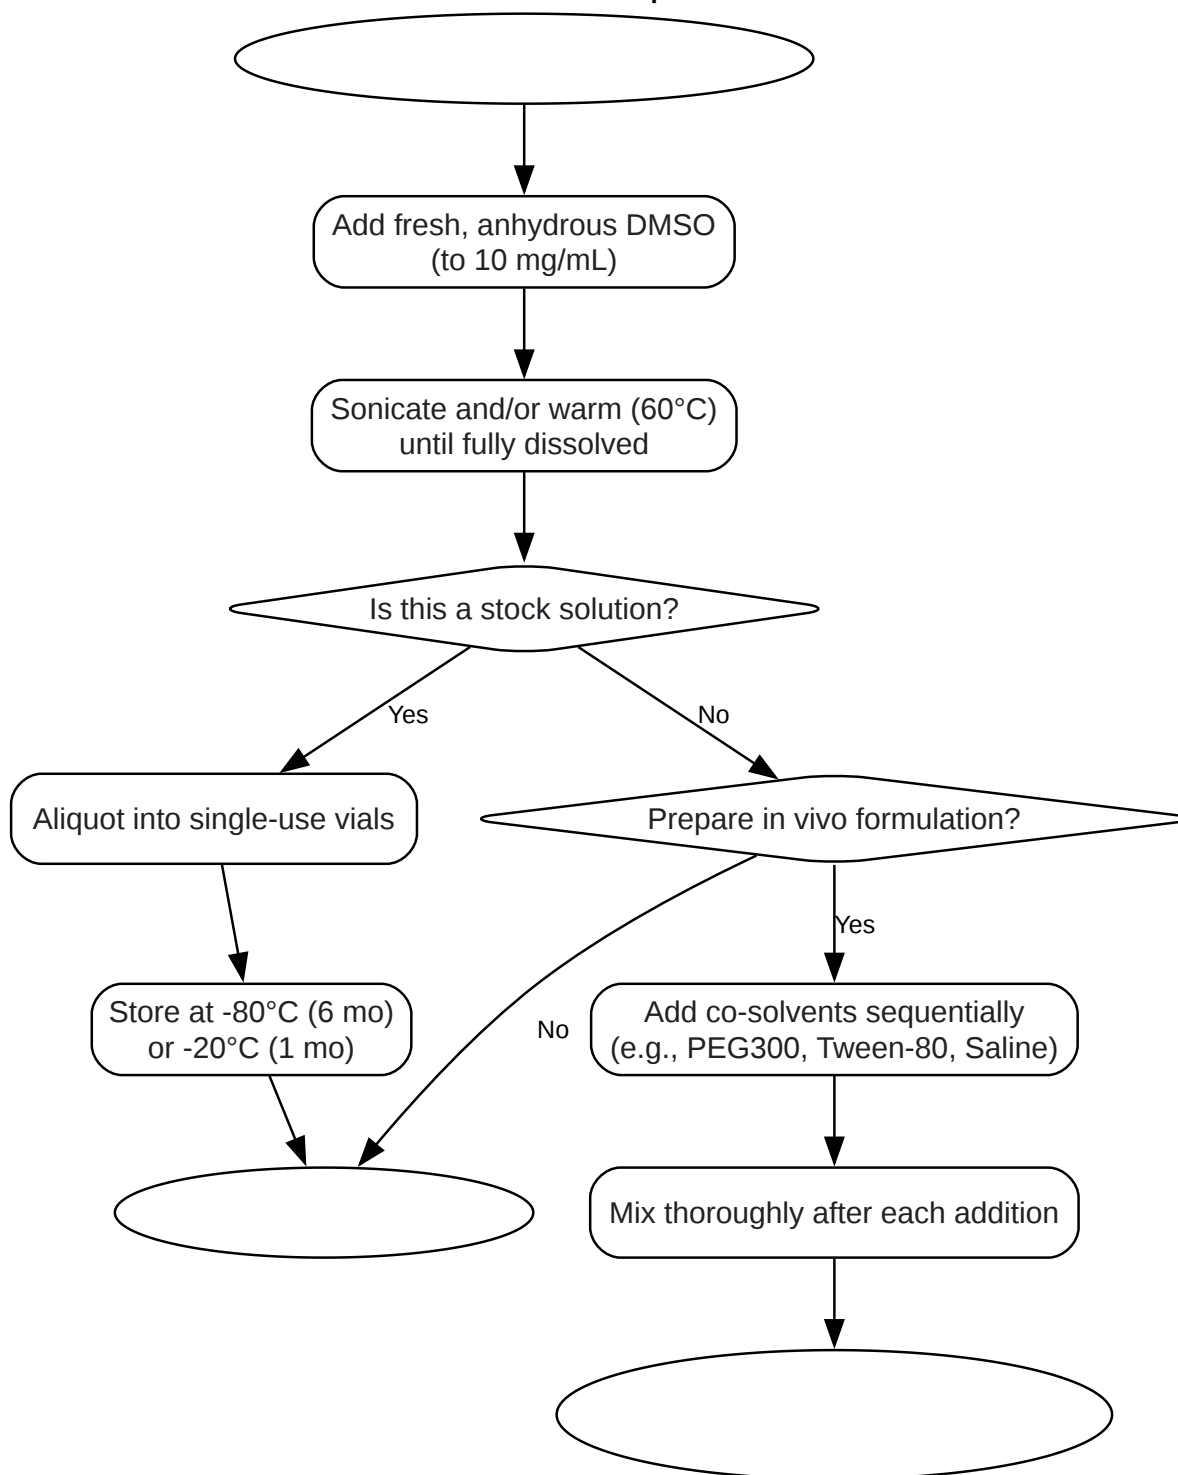 Add fresh, anhydrous DMSO
(to 10 mg/mL)
Sonicate and/or warm (60°C)
until fully dissolved
Is this a stock solution?
Yes
No
Aliquot into single-use vials
Prepare in vivo formulation?
Yes
Store at -80°C (6 mo)
or -20°C (1 mo)
No
Add co-solvents sequentially
(e.g., PEG300, Tween-80, Saline)
Mix thoroughly after each addition